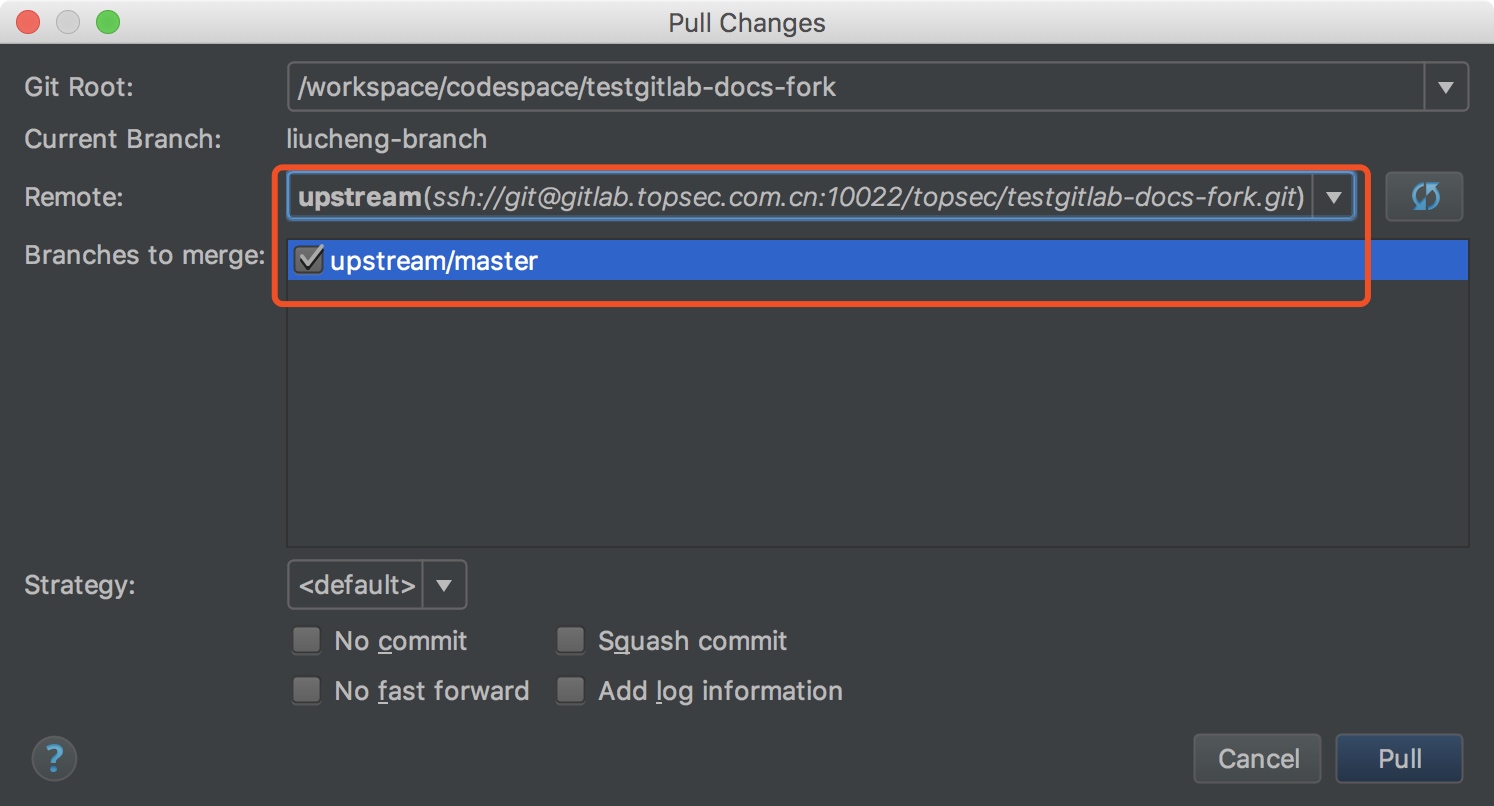 Pull Changes
Git Root: /workspace/codespace/testgitlab-docs-fork
Current Branch: liucheng-branch
Remote: upstream(ssh://git@gitlab.topsec.com.cn:10022/topsec/testgitlab-docs-fork.git)
Branches to merge: upstream/master
Strategy: <default>
No commit Squash commit
No fast forward Add log information
? Cancel Pull